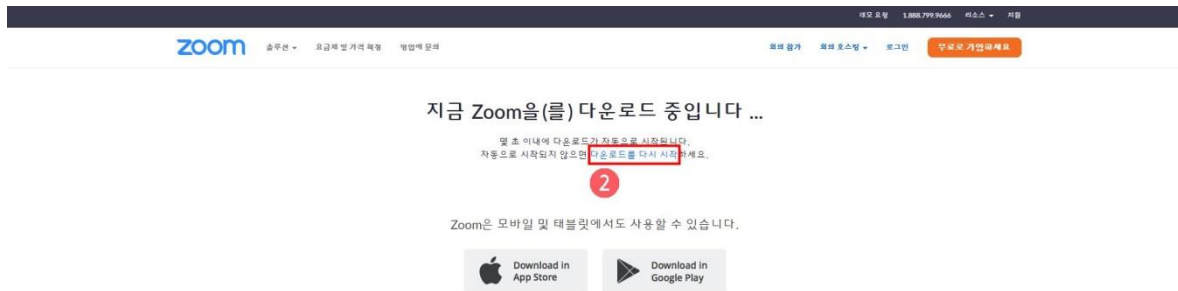 데모 요청 1.888.799.9666 리소스 지원
zoom 솔루션 요금제 및 가격 책정 영업에 문의 회의 참가 회의 호스팅 로그인 무료로 가입하세요
지금 Zoom을(를) 다운로드 중입니다 ...
몇 초 이내에 다운로드가 자동으로 시작됩니다.
자동으로 시작되지 않으면 다운로드를 다시 시작하세요.
2
Zoom은 모바일 및 태블릿에서도 사용할 수 있습니다.
Download in Download in
App Store Google Play